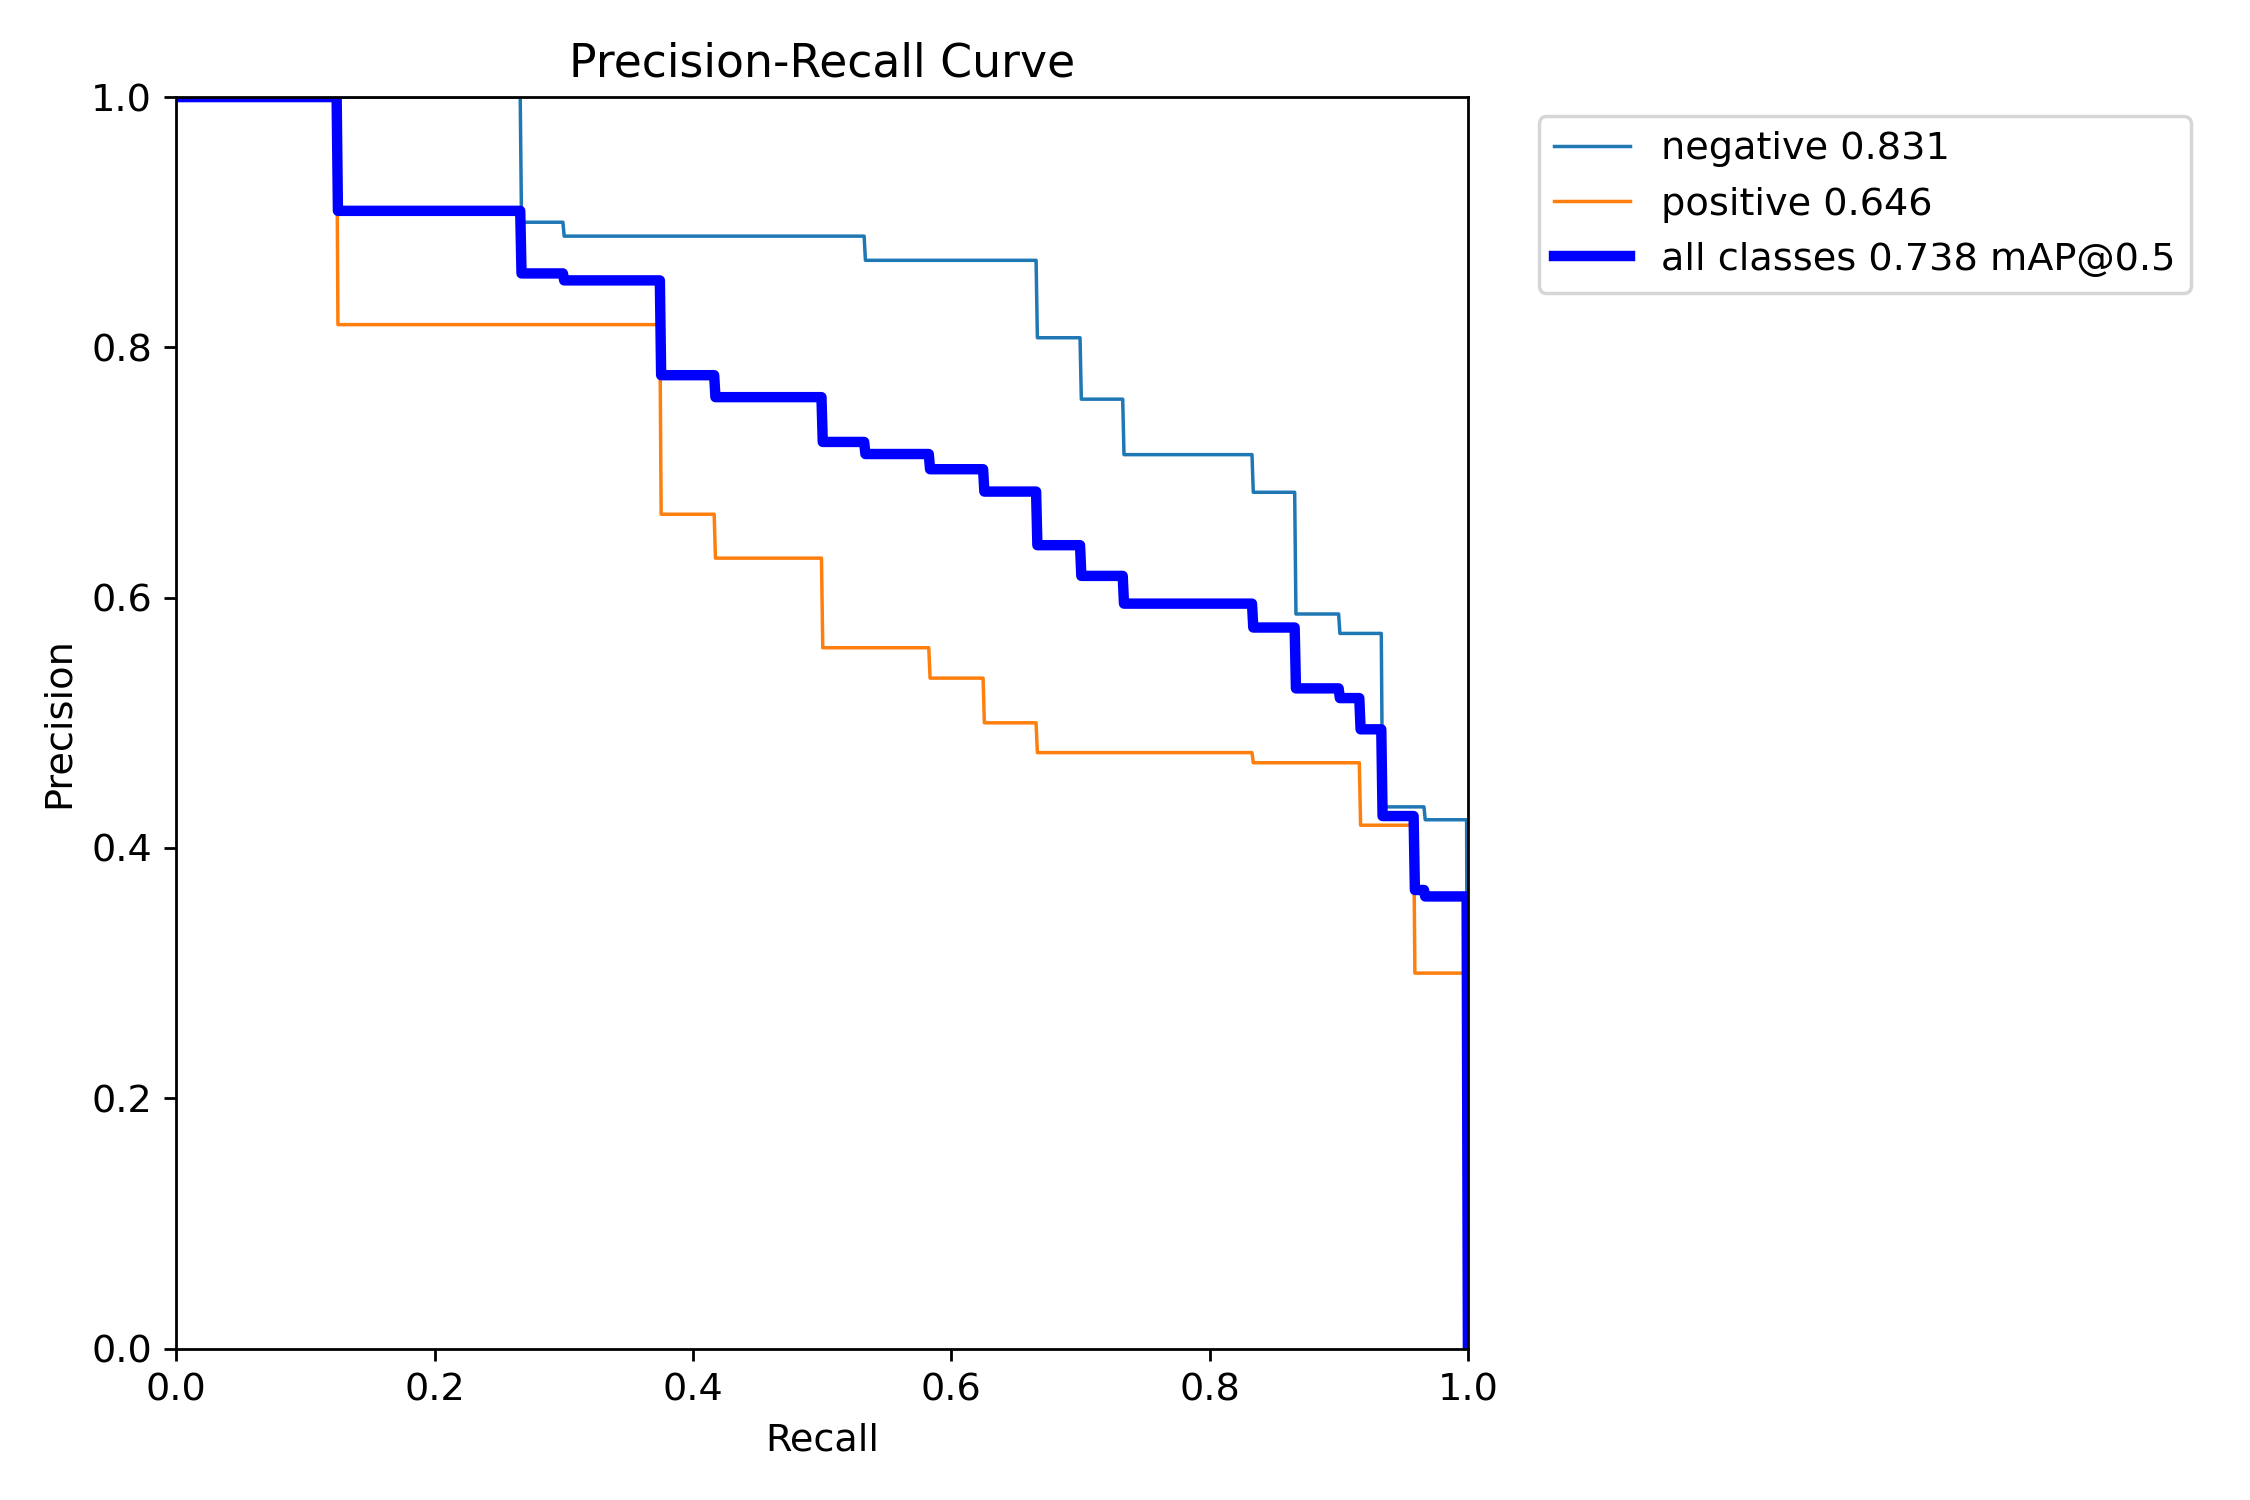 Precision-Recall Curve
1.0
0.8
0.6
0.4
0.2
0.0
Precision
0.0 0.2 0.4 0.6 0.8 1.0
Recall
negative 0.831
positive 0.646
all classes 0.738 mAP@0.5